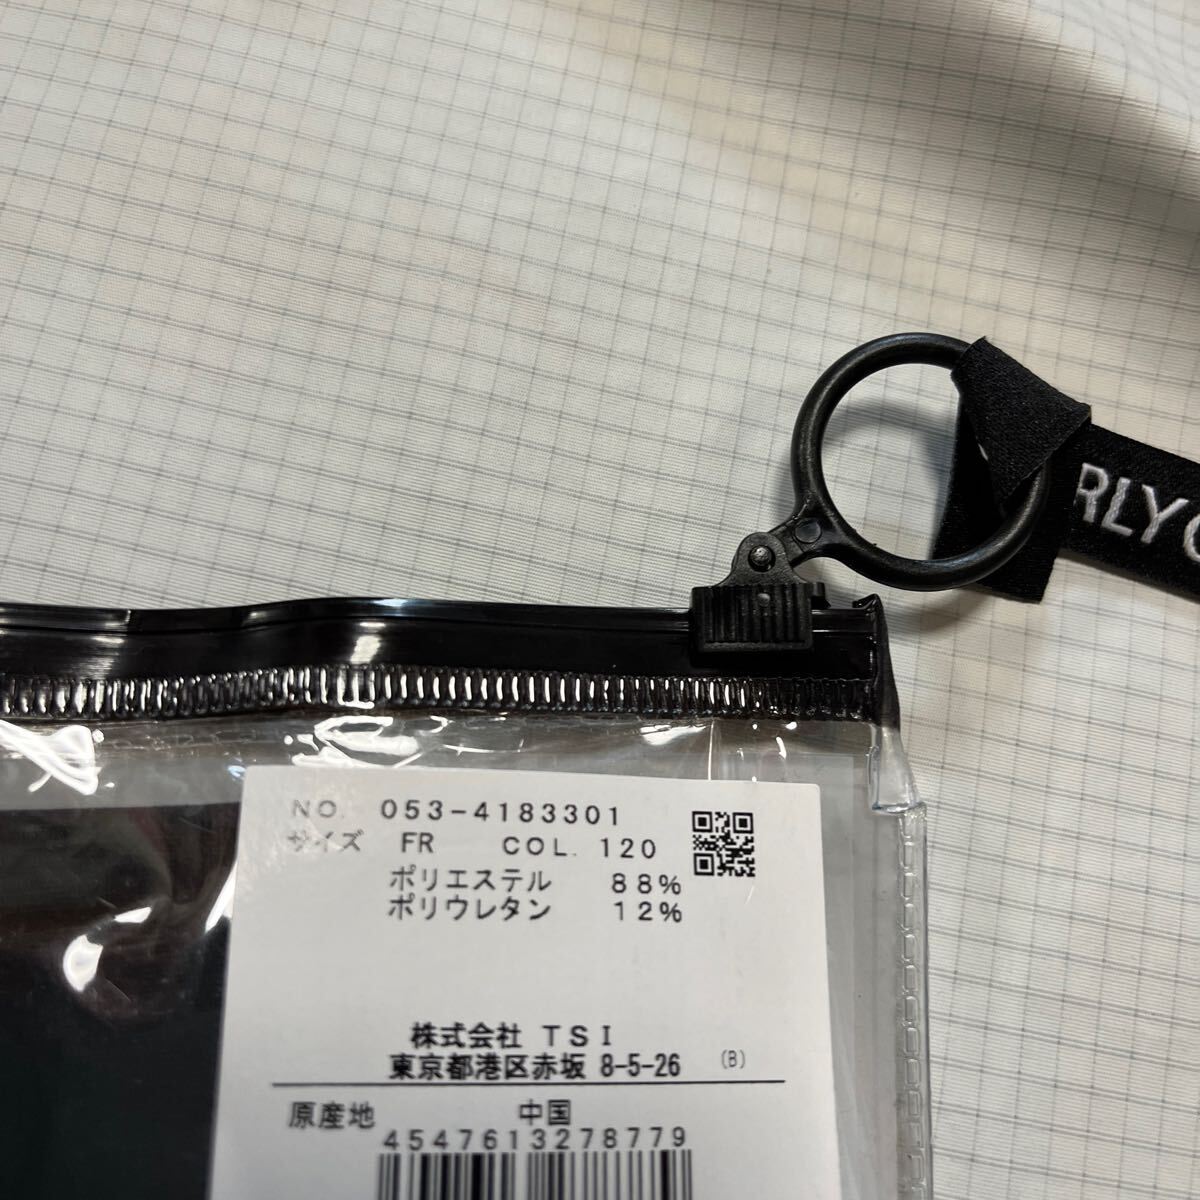 RLY
NO. 053-4183301
サイズ FR COL. 120
ポリエステル 88%
ポリウレタン 12%
株式会社 TSI
東京都港区赤坂 8-5-26 (B)
原産地 中国
4547613278779